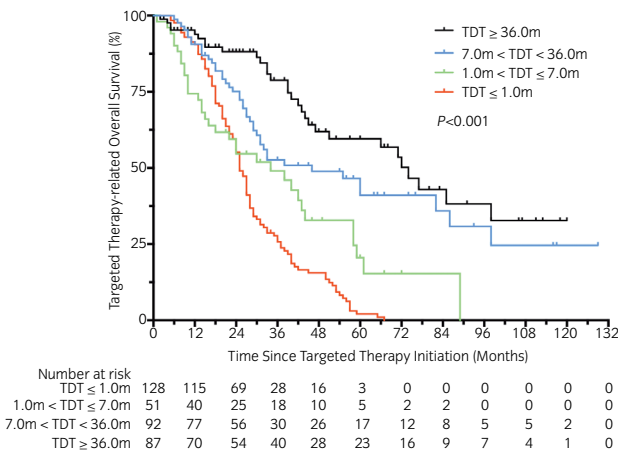 100
75
50
25
0
Targeted Therapy-related Overall Survival (%)
TDT ≥ 36.0m
7.0m < TDT < 36.0m
1.0m < TDT ≤ 7.0m
TDT ≤ 1.0m
P<0.001
0 12 24 36 48 60 72 84 96 108 120 132
Time Since Targeted Therapy Initiation (Months)
Number at risk
TDT ≤ 1.0m 128 115 69 28 16 3 0 0 0 0 0 0
1.0m < TDT ≤ 7.0m 51 40 25 18 10 5 2 2 0 0 0 0
7.0m < TDT < 36.0m 92 77 56 30 26 17 12 8 5 5 2 0
TDT ≥ 36.0m 87 70 54 40 28 23 16 9 7 4 1 0